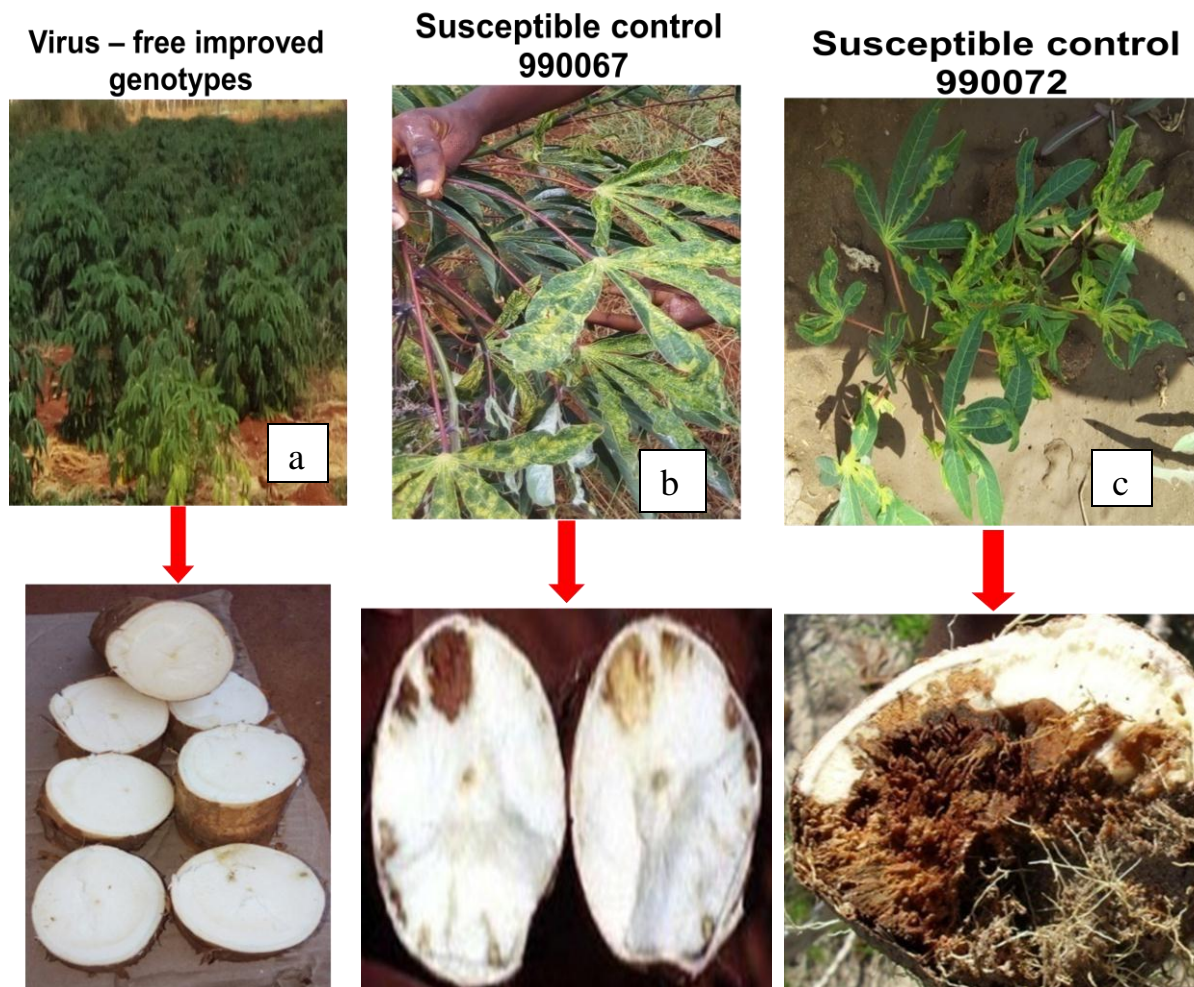 Virus – free improved
genotypes
Susceptible control
990067
Susceptible control
990072
a
b
c